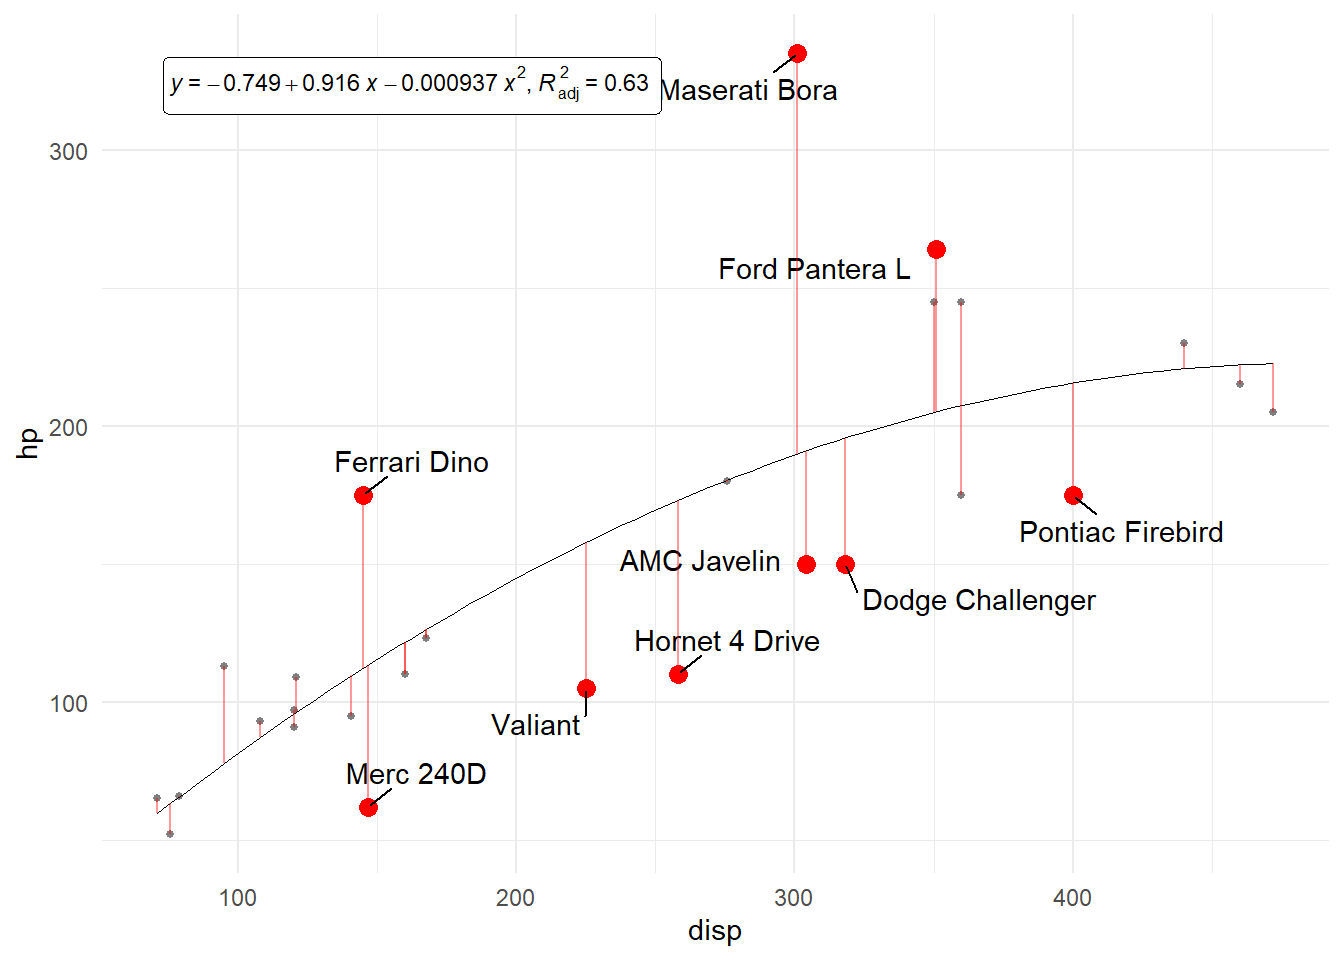 y = −0.749 + 0.916 x − 0.000937 x², R²adj = 0.63
Maserati Bora
300
Ford Pantera L
hp
200
Ferrari Dino
Pontiac Firebird
AMC Javelin
Dodge Challenger
Hornet 4 Drive
100
Valiant
Merc 240D
100
200
300
400
disp